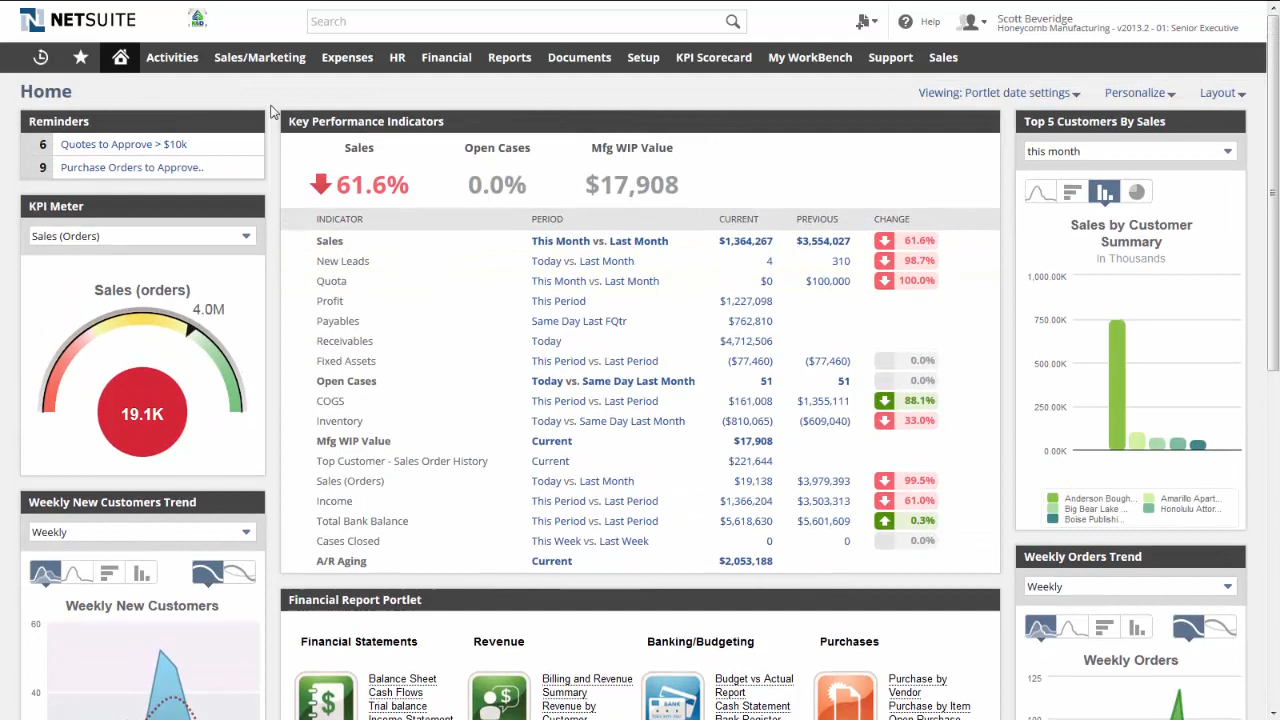 NETSUITE
Search
Help
Scott Beveridge
Honeycomb Manufacturing - v2013.2 - 01: Senior Executive
Activities Sales/Marketing Expenses HR Financial Reports Documents Setup KPI Scorecard My WorkBench Support Sales
Home
Viewing: Portlet date settings Personalize Layout
Reminders
6 Quotes to Approve > $10k
9 Purchase Orders to Approve..
KPI Meter
Sales (Orders)
Sales (orders)
4.0M
19.1K
Weekly New Customers Trend
Weekly
Weekly New Customers
60
40
Key Performance Indicators
Sales Open Cases Mfg WIP Value
61.6% 0.0% $17,908
INDICATOR PERIOD CURRENT PREVIOUS CHANGE
Sales This Month vs. Last Month $1,364,267 $3,554,027 61.6%
New Leads Today vs. Last Month 4 310 98.7%
Quota This Month vs. Last Month $0 $100,000 100.0%
Profit This Period $1,227,098
Payables Same Day Last FQtr $762,810
Receivables Today $4,712,506
Fixed Assets This Period vs. Last Period ($77,460) ($77,460) 0.0%
Open Cases Today vs. Same Day Last Month 51 51 0.0%
COGS This Period vs. Last Period $161,008 $1,355,111 88.1%
Inventory Today vs. Same Day Last Month ($810,065) ($609,040) 33.0%
Mfg WIP Value Current $17,908
Top Customer - Sales Order History Current $221,644
Sales (Orders) Today vs. Last Month $19,138 $3,979,393 99.5%
Income This Period vs. Last Period $1,366,204 $3,503,313 61.0%
Total Bank Balance This Period vs. Last Period $5,618,630 $5,601,609 0.3%
Cases Closed This Week vs. Last Week 0 0 0.0%
A/R Aging Current $2,053,188
Financial Report Portlet
Financial Statements Revenue Banking/Budgeting Purchases
Balance Sheet
Cash Flows
Trial balance
Income Statement
Billing and Revenue
Summary
Revenue by
Customer
Budget vs Actual
Report
Cash Statement
Bank Register
Purchase by
Vendor
Purchase by Item
Open Purchase
Top 5 Customers By Sales
this month
Sales by Customer
Summary
In Thousands
1,000.00K
750.00K
500.00K
250.00K
0.00K
Anderson Bough... Amarillo Apart...
Big Bear Lake ... Honolulu Attor...
Boise Publishi...
Weekly Orders Trend
Weekly
Weekly Orders
125
100